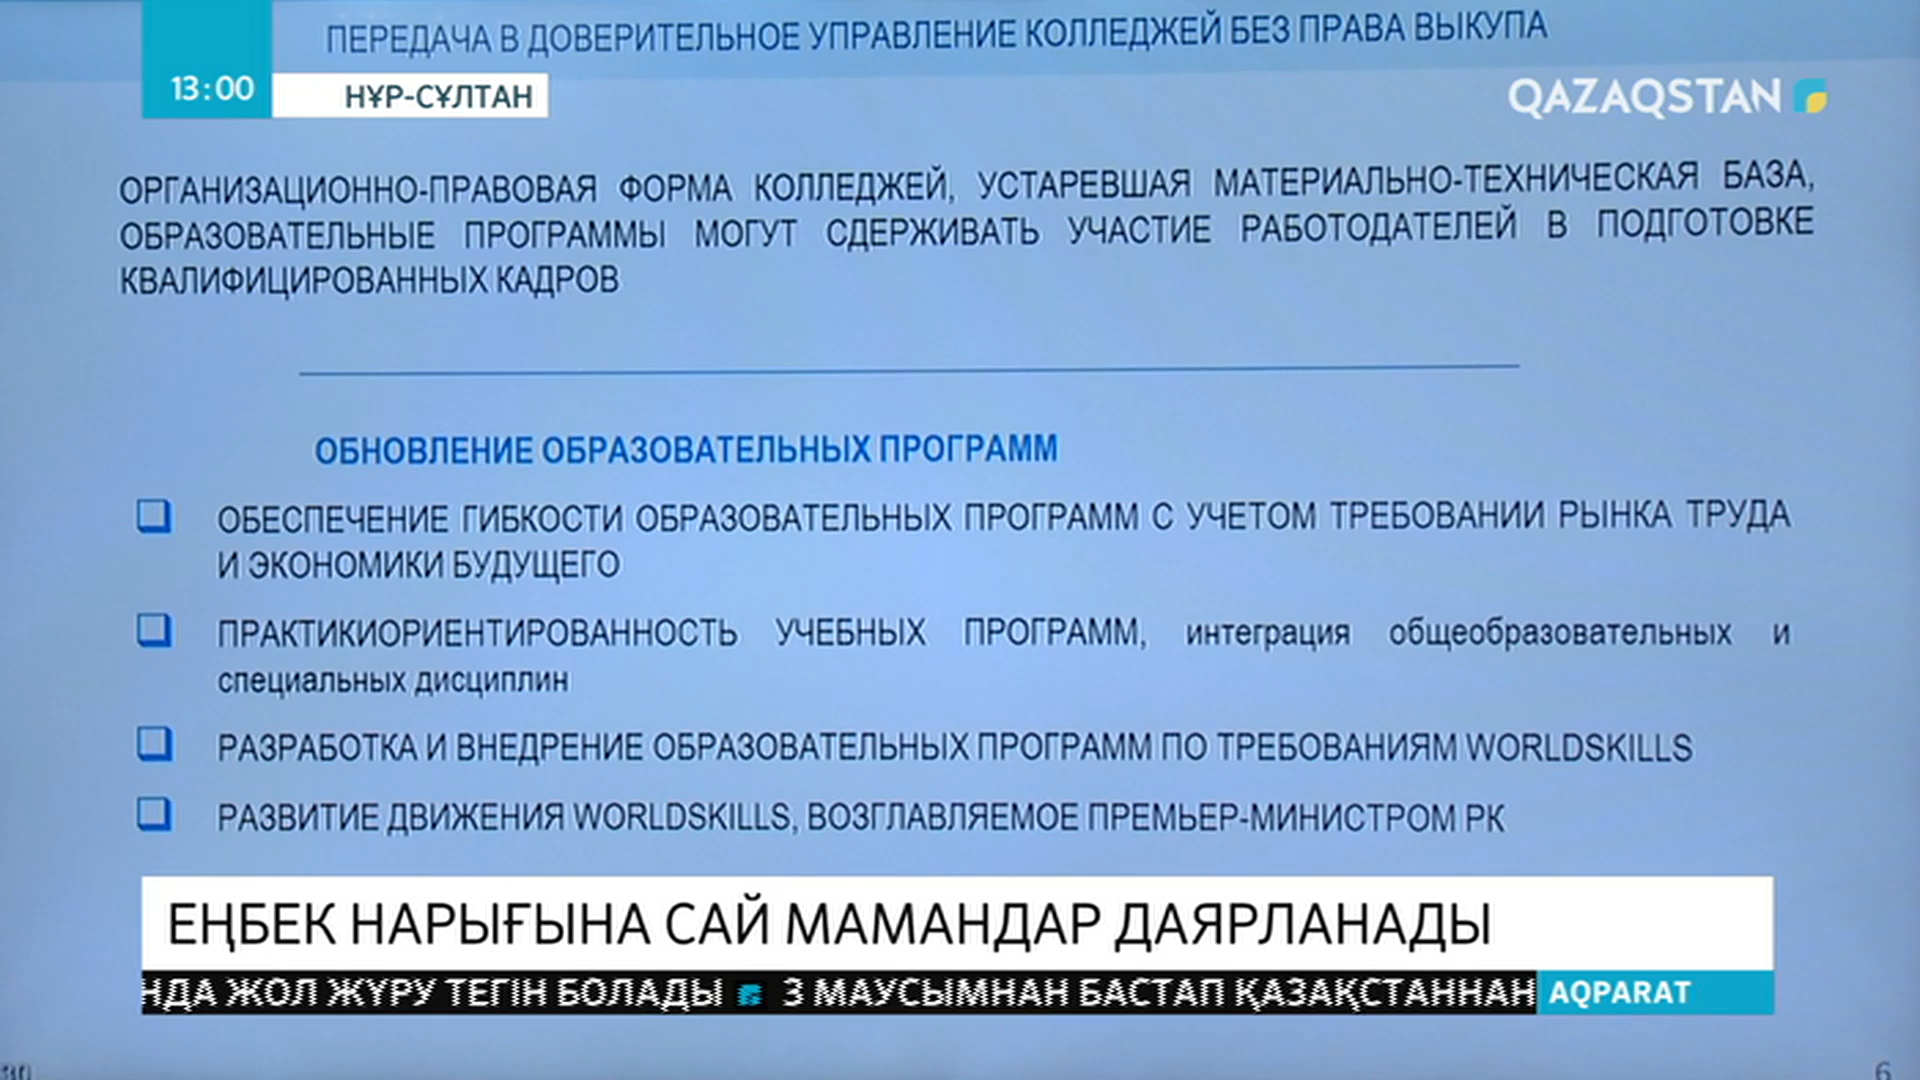 ПЕРЕДАЧА В ДОВЕРИТЕЛЬНОЕ УПРАВЛЕНИЕ КОЛЛЕДЖЕЙ БЕЗ ПРАВА ВЫКУПА
13:00
НҰР-СҰЛТАН
QAZAQSTAN
ОРГАНИЗАЦИОННО-ПРАВОВАЯ ФОРМА КОЛЛЕДЖЕЙ, УСТАРЕВШАЯ МАТЕРИАЛЬНО-ТЕХНИЧЕСКАЯ БАЗА,
ОБРАЗОВАТЕЛЬНЫЕ ПРОГРАММЫ МОГУТ СДЕРЖИВАТЬ УЧАСТИЕ РАБОТОДАТЕЛЕЙ В ПОДГОТОВКЕ
КВАЛИФИЦИРОВАННЫХ КАДРОВ
ОБНОВЛЕНИЕ ОБРАЗОВАТЕЛЬНЫХ ПРОГРАММ
ОБЕСПЕЧЕНИЕ ГИБКОСТИ ОБРАЗОВАТЕЛЬНЫХ ПРОГРАММ С УЧЕТОМ ТРЕБОВАНИИ РЫНКА ТРУДА
И ЭКОНОМИКИ БУДУЩЕГО
ПРАКТИКИОРИЕНТИРОВАННОСТЬ УЧЕБНЫХ ПРОГРАММ, интеграция общеобразовательных и
специальных дисциплин
РАЗРАБОТКА И ВНЕДРЕНИЕ ОБРАЗОВАТЕЛЬНЫХ ПРОГРАММ ПО ТРЕБОВАНИЯМ WORLDSKILLS
РАЗВИТИЕ ДВИЖЕНИЯ WORLDSKILLS, ВОЗГЛАВЛЯЕМОЕ ПРЕМЬЕР-МИНИСТРОМ РК
ЕҢБЕК НАРЫҒЫНА САЙ МАМАНДАР ДАЯРЛАНАДЫ
НДА ЖОЛ ЖҮРУ ТЕГІН БОЛАДЫ 3 МАУСЫМНАН БАСТАП ҚАЗАҚСТАННАН
AQPARAT
6